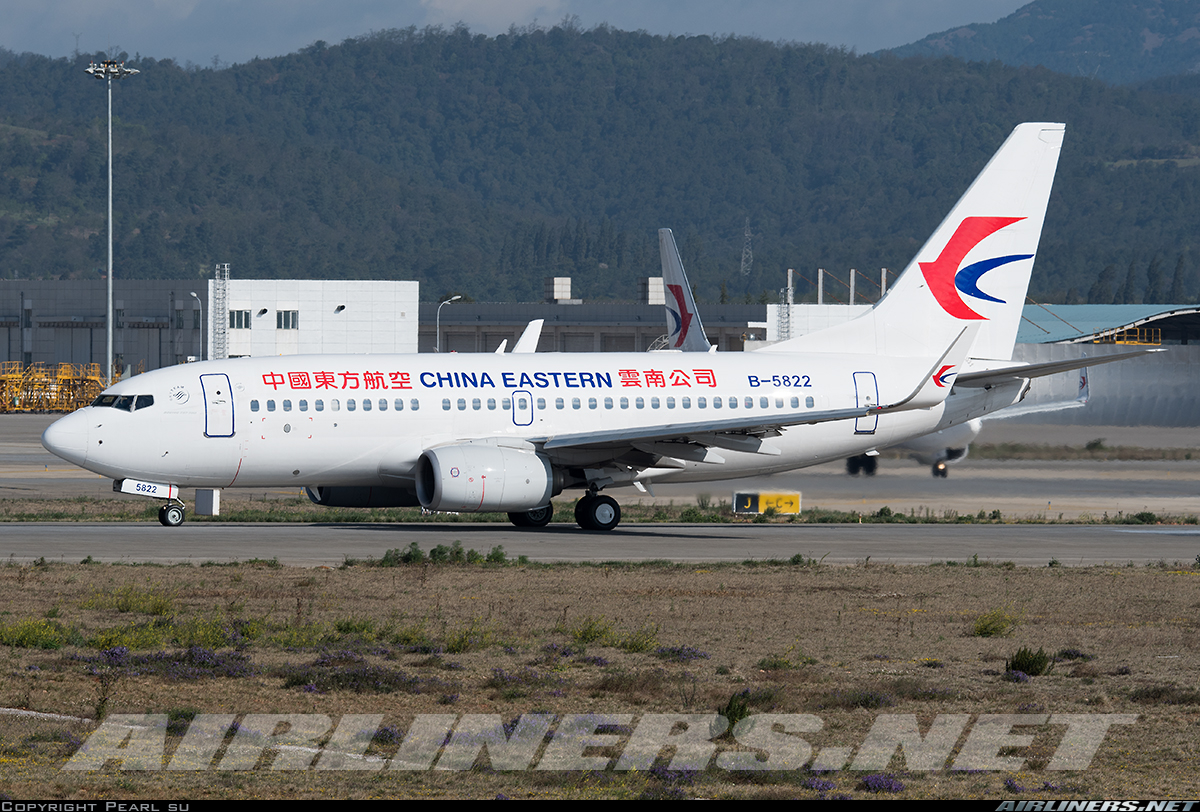 中國東方航空 CHINA EASTERN 雲南公司 B-5822
5822
J ←C→
AIRLINERS.NET
Copyright Pearl su
AIRLINERS.NET